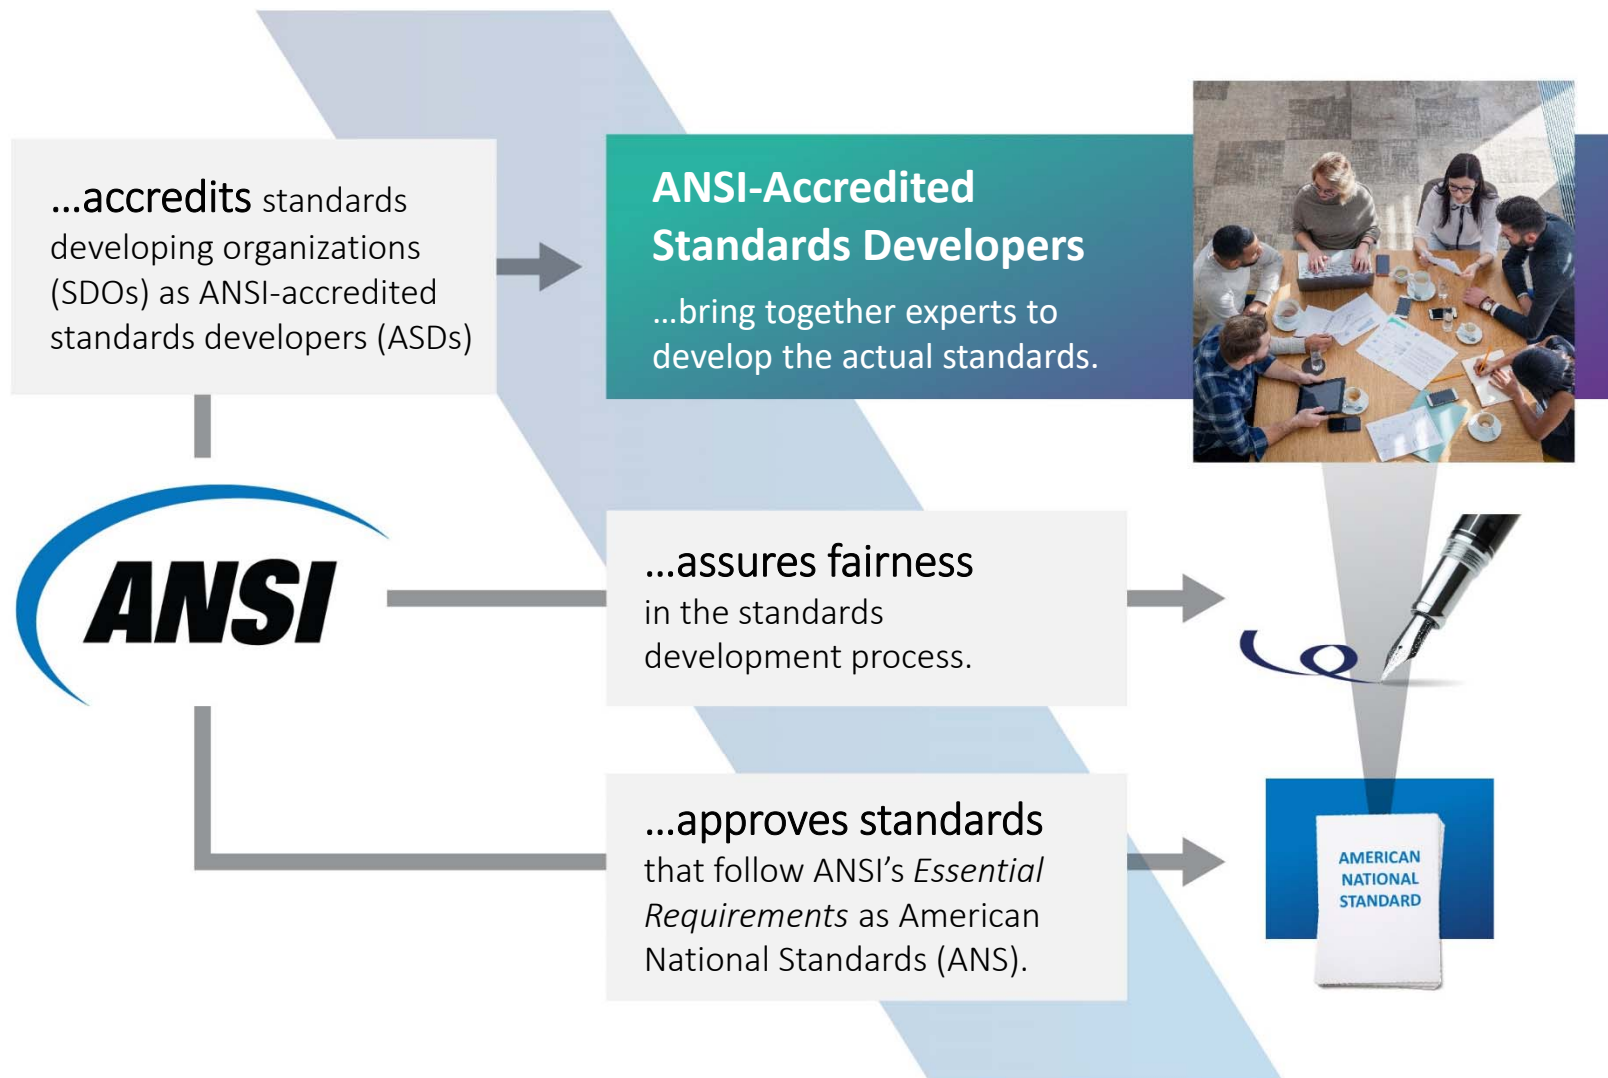 ...accredits standards
developing organizations
(SDOs) as ANSI-accredited
standards developers (ASDs)
ANSI-Accredited
Standards Developers
...bring together experts to
develop the actual standards.
ANSI
...assures fairness
in the standards
development process.
...approves standards
that follow ANSI’s Essential
Requirements as American
National Standards (ANS).
AMERICAN
NATIONAL
STANDARD